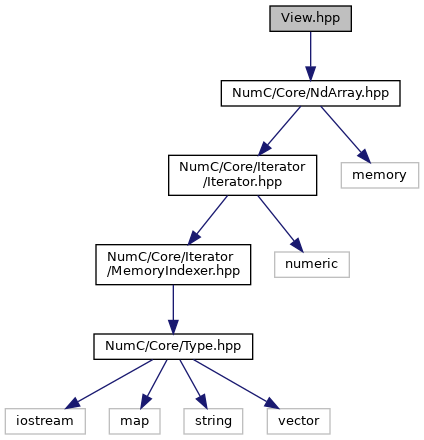 View.hpp
NumC/Core/NdArray.hpp
NumC/Core/Iterator
/Iterator.hpp
memory
NumC/Core/Iterator
/MemoryIndexer.hpp
numeric
NumC/Core/Type.hpp
iostream
map
string
vector